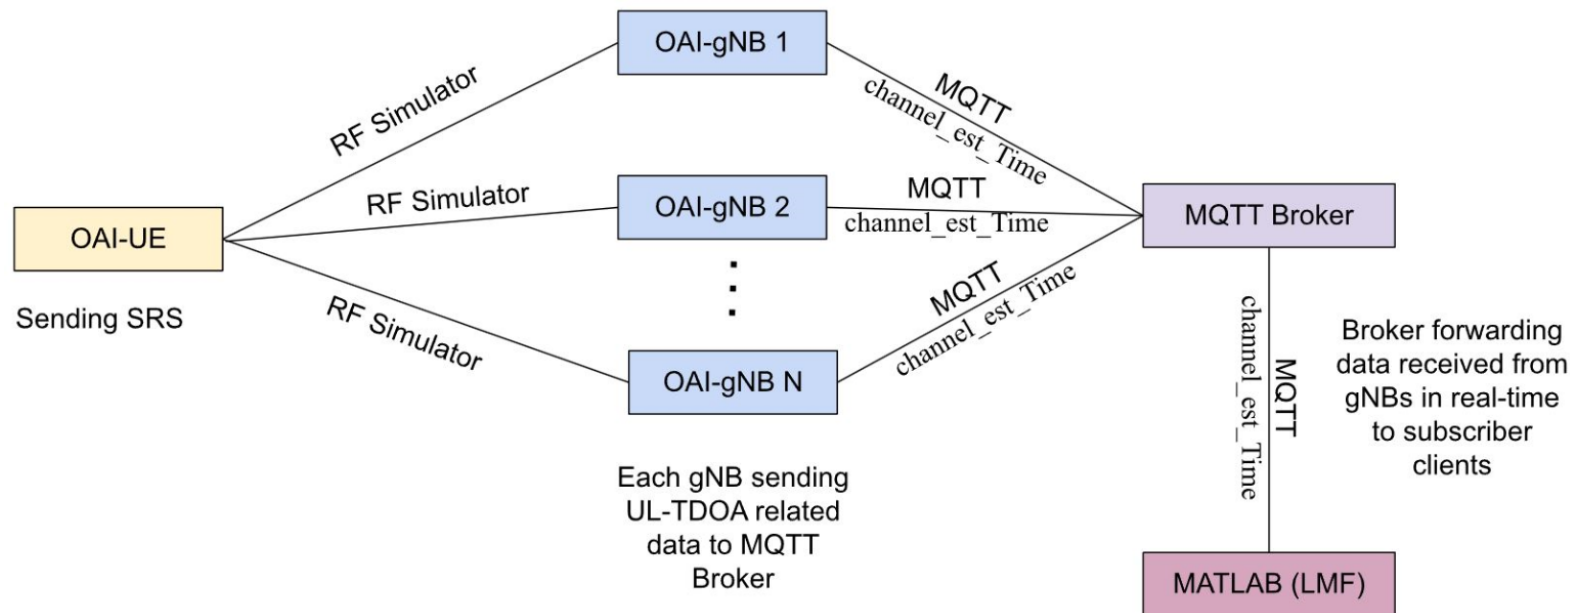 OAI-gNB 1
RF Simulator
MQTT
channel_est_Time
OAI-UE
Sending SRS
RF Simulator
OAI-gNB 2
MQTT
channel_est_Time
MQTT Broker
RF Simulator
OAI-gNB N
MQTT
channel_est_Time
Each gNB sending
UL-TDOA related
data to MQTT
Broker
MQTT
channel_est_Time
Broker forwarding
data received from
gNBs in real-time
to subscriber
clients
MATLAB (LMF)